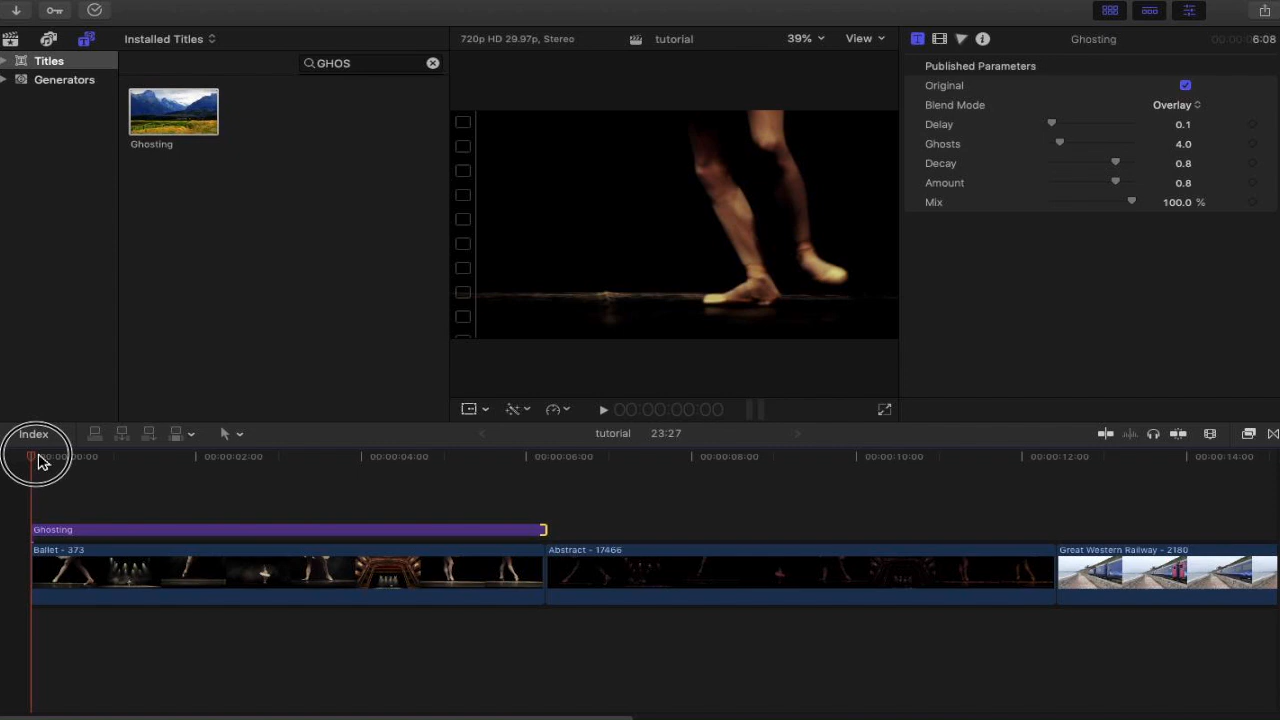 Installed Titles
720p HD 29.97p, Stereo
tutorial
39%
View
Ghosting
6:08
Titles
Generators
GHOS
Ghosting
Published Parameters
Original
Blend Mode Overlay
Delay 0.1
Ghosts 4.0
Decay 0.8
Amount 0.8
Mix 100.0 %
00:00:00:00
Index
tutorial 23:27
00:00:02:00
00:00:04:00
00:00:06:00
00:00:08:00
00:00:10:00
00:00:12:00
00:00:14:00
Ghosting
Ballet - 373
Abstract - 17466
Great Western Railway - 2180